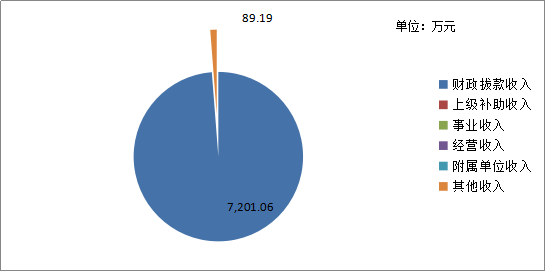 89.19
单位：万元
7,201.06
财政拨款收入
上级补助收入
事业收入
经营收入
附属单位收入
其他收入